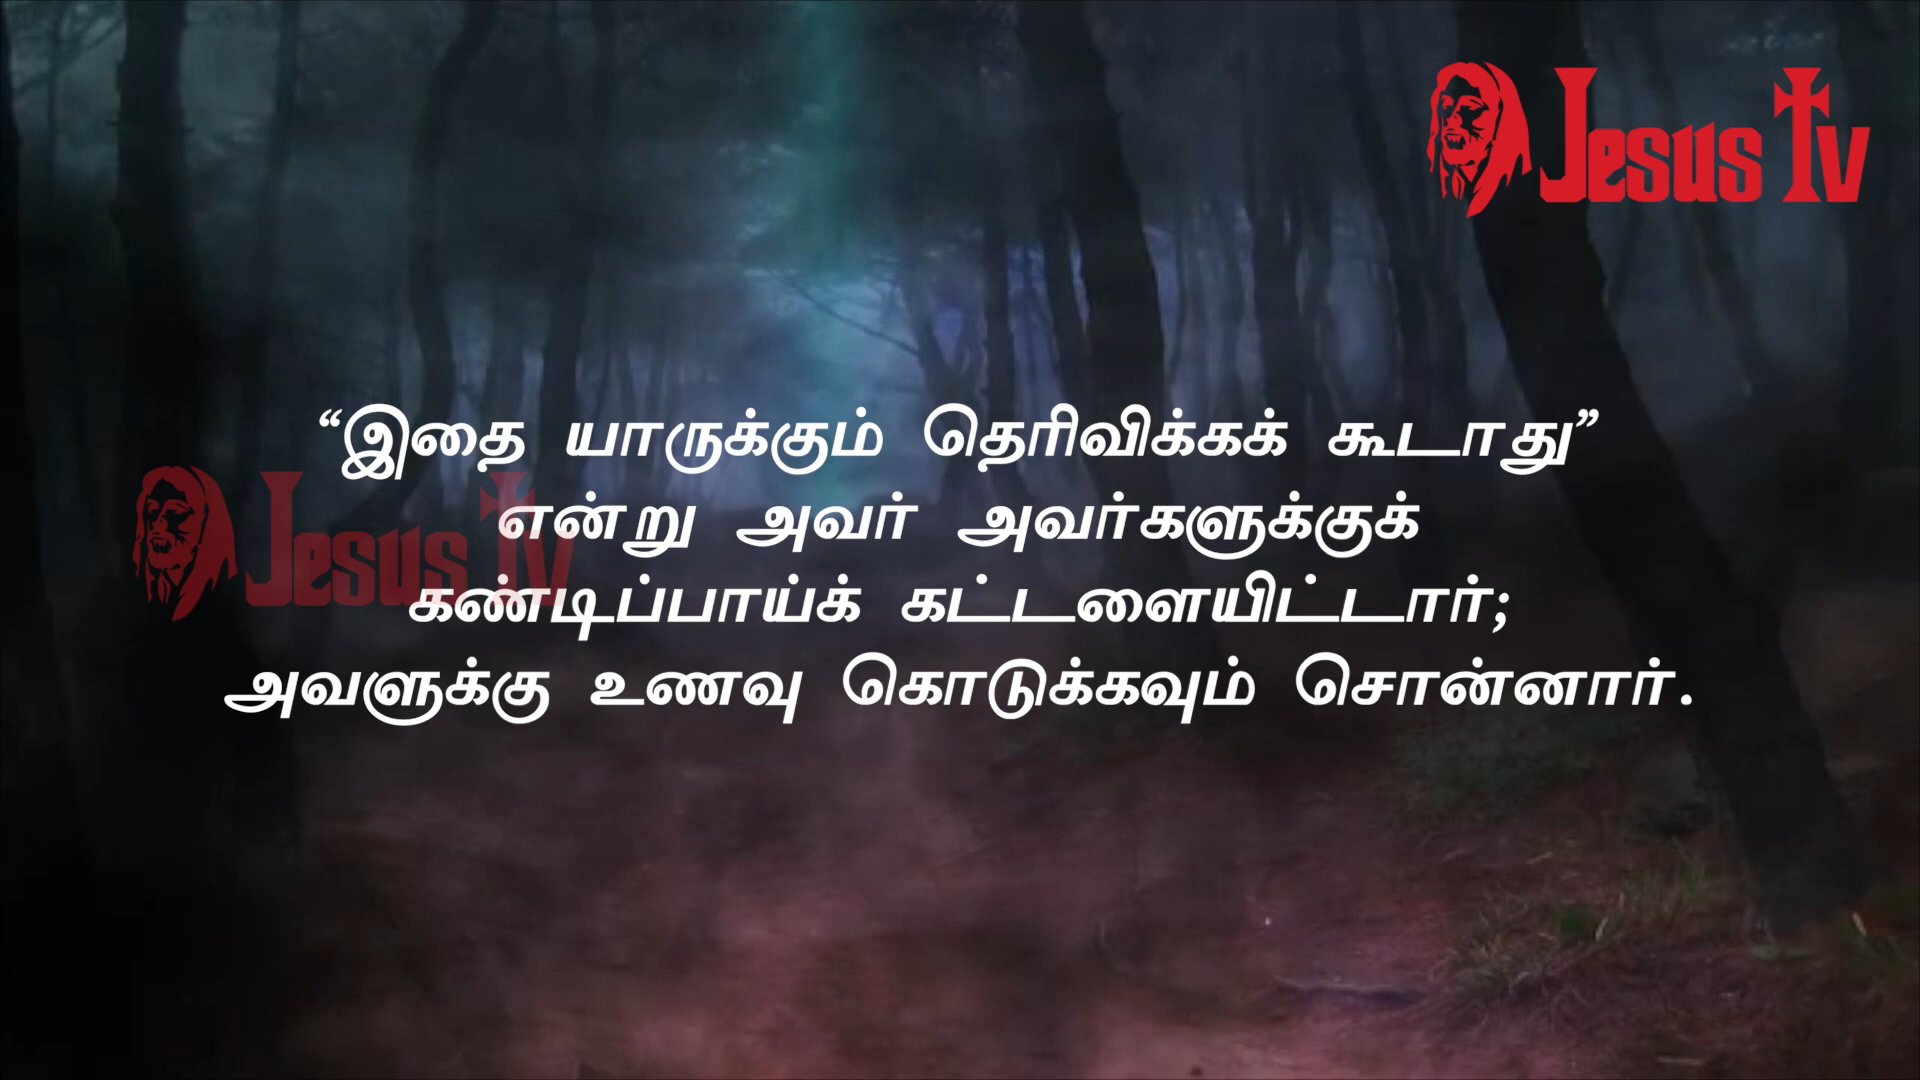 Jesus Tv
“இதை யாருக்கும் தெரிவிக்கக் கூடாது”
என்று அவர் அவர்களுக்குக்
Jesus Tv
கண்டிப்பாய்க் கட்டளையிட்டார்;
அவளுக்கு உணவு கொடுக்கவும் சொன்னார்.